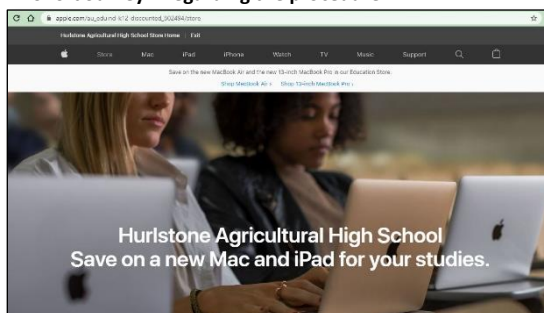 apple.com/au_edu
Hurlstone Agricultural High School Store Home | Exit
Store Mac iPad iPhone Watch TV Music Support
Save on the new MacBook Air and the new 13-inch MacBook Pro in our Education Store.
Shop MacBook Air > Shop 13-inch MacBook Pro >
Hurlstone Agricultural High School
Save on a new Mac and iPad for your studies.